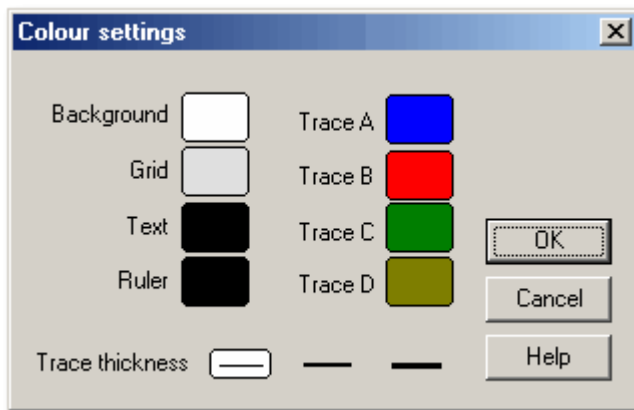 Colour settings
Background
Trace A
Grid
Trace B
Text
Trace C
OK
Ruler
Trace D
Cancel
Trace thickness
Help